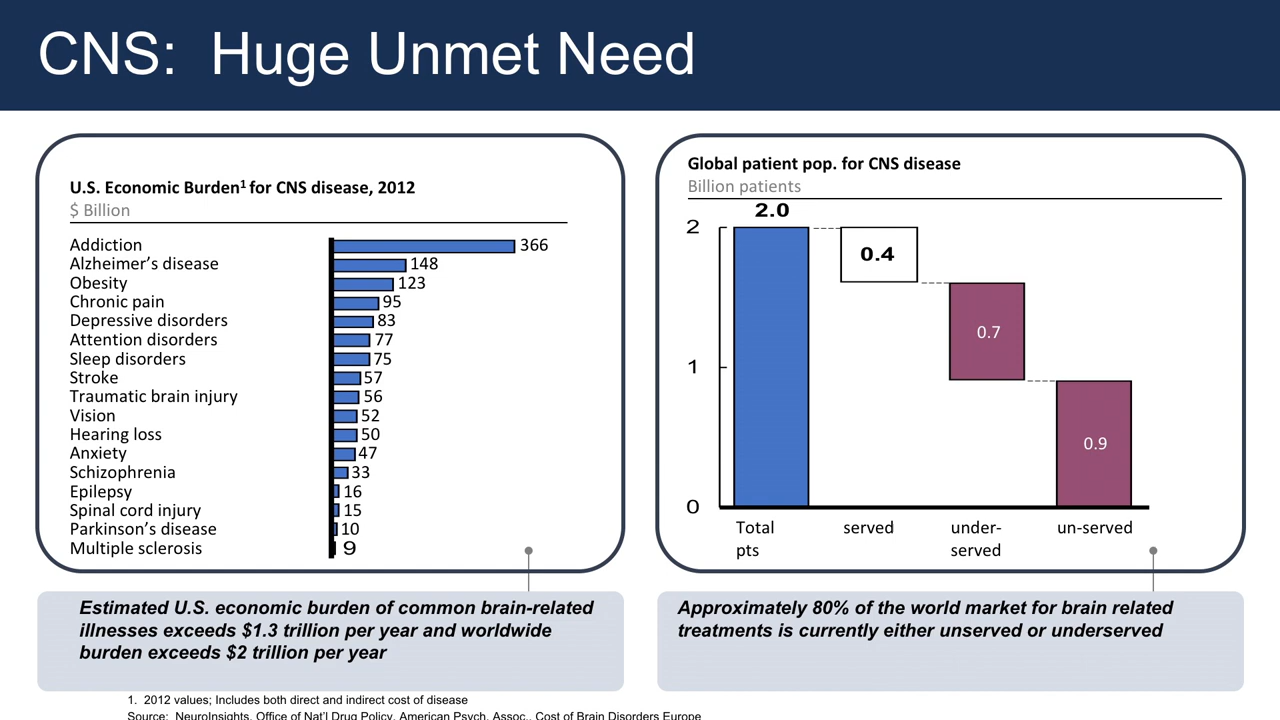 CNS:  Huge Unmet Need
U.S. Economic Burden1 for CNS disease, 2012
$ Billion
Addiction 366
Alzheimer’s disease 148
Obesity 123
Chronic pain 95
Depressive disorders 83
Attention disorders 77
Sleep disorders 75
Stroke 57
Traumatic brain injury 56
Vision 52
Hearing loss 50
Anxiety 47
Schizophrenia 33
Epilepsy 16
Spinal cord injury 15
Parkinson’s disease 10
Multiple sclerosis 9
Estimated U.S. economic burden of common brain-related
illnesses exceeds $1.3 trillion per year and worldwide
burden exceeds $2 trillion per year
Global patient pop. for CNS disease
Billion patients
2.0
2
0.4
0.7
1
0.9
0
Total served under- un-served
pts served
Approximately 80% of the world market for brain related
treatments is currently either unserved or underserved
1.  2012 values; Includes both direct and indirect cost of disease
Source:  NeuroInsights, Office of Nat’l Drug Policy, American Psych. Assoc., Cost of Brain Disorders Europe